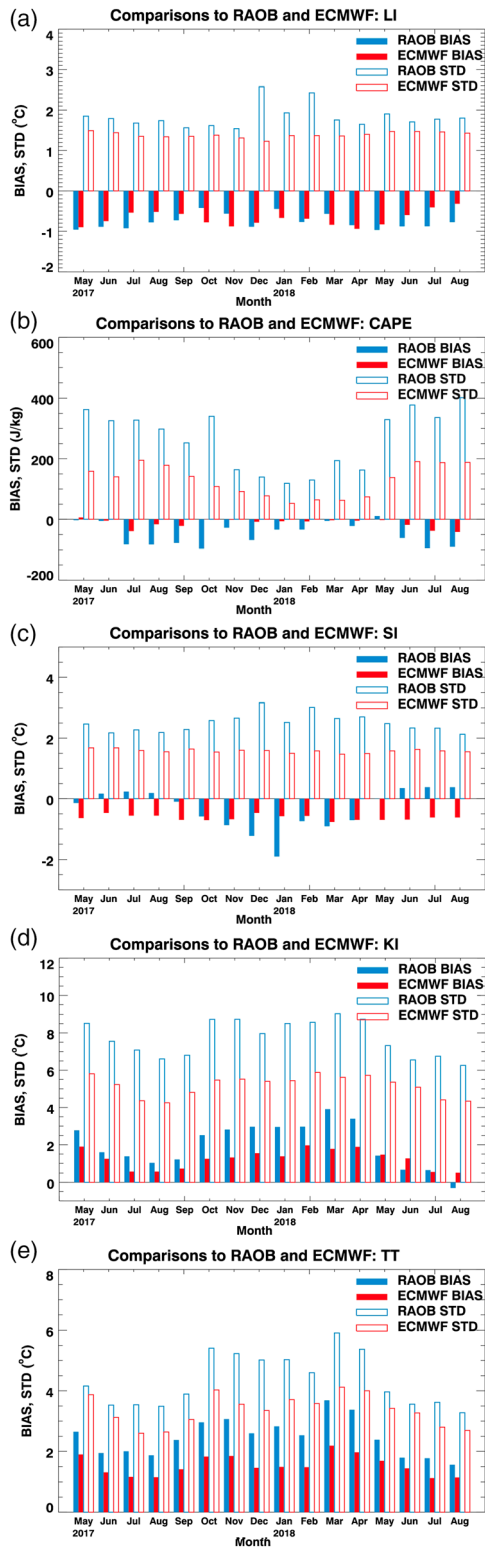 (a)
Comparisons to RAOB and ECMWF: LI
RAOB BIAS
ECMWF BIAS
RAOB STD
ECMWF STD
4
3
2
1
0
-1
-2
BIAS, STD (°C)
May Jun Jul Aug Sep Oct Nov Dec Jan Feb Mar Apr May Jun Jul Aug
2017 2018
Month
(b)
Comparisons to RAOB and ECMWF: CAPE
RAOB BIAS
ECMWF BIAS
RAOB STD
ECMWF STD
600
400
200
0
-200
BIAS, STD (J/kg)
May Jun Jul Aug Sep Oct Nov Dec Jan Feb Mar Apr May Jun Jul Aug
2017 2018
Month
(c)
Comparisons to RAOB and ECMWF: SI
RAOB BIAS
ECMWF BIAS
RAOB STD
ECMWF STD
4
2
0
-2
BIAS, STD (°C)
May Jun Jul Aug Sep Oct Nov Dec Jan Feb Mar Apr May Jun Jul Aug
2017 2018
Month
(d)
Comparisons to RAOB and ECMWF: KI
RAOB BIAS
ECMWF BIAS
RAOB STD
ECMWF STD
12
10
8
6
4
2
0
BIAS, STD (°C)
May Jun Jul Aug Sep Oct Nov Dec Jan Feb Mar Apr May Jun Jul Aug
2017 2018
Month
(e)
Comparisons to RAOB and ECMWF: TT
RAOB BIAS
ECMWF BIAS
RAOB STD
ECMWF STD
8
6
4
2
0
BIAS, STD (°C)
May Jun Jul Aug Sep Oct Nov Dec Jan Feb Mar Apr May Jun Jul Aug
2017 2018
Month